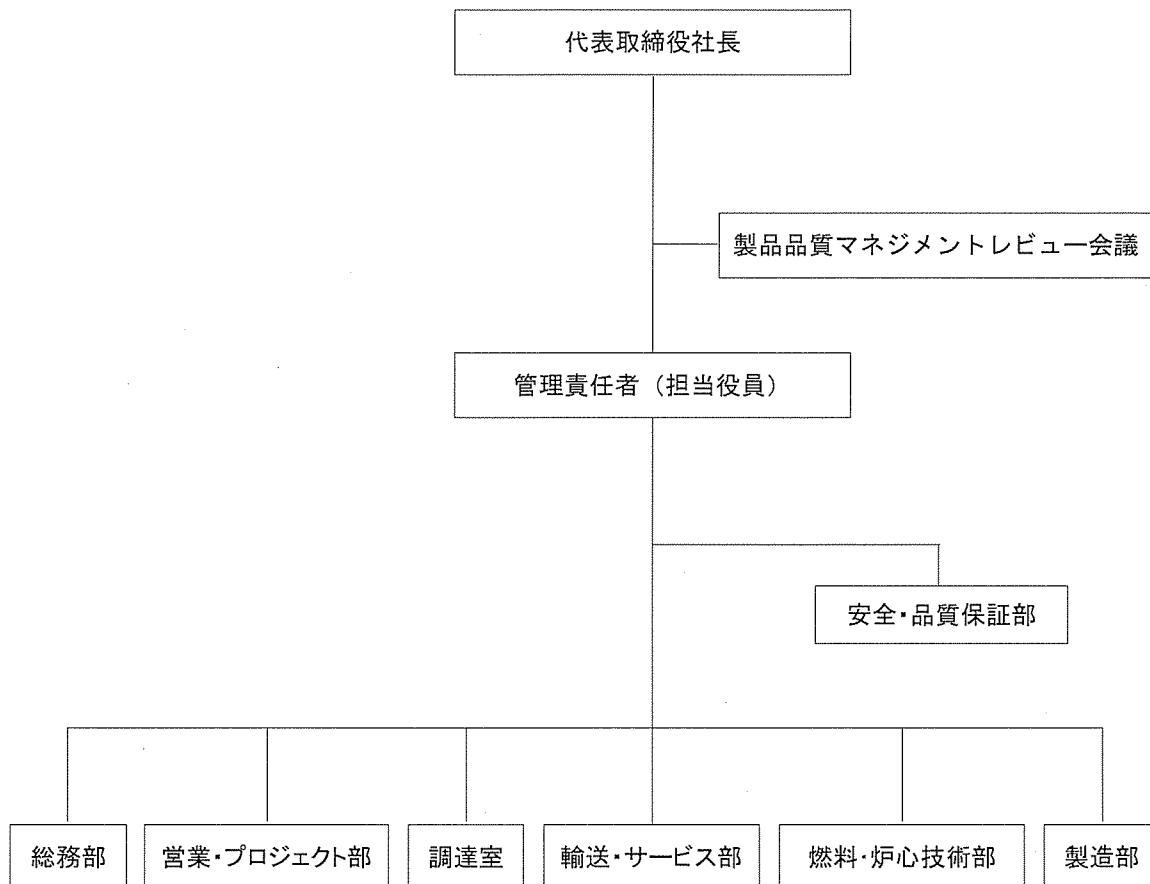 代表取締役社長
製品品質マネジメントレビュー会議
管理責任者（担当役員）
安全・品質保証部
総務部
営業・プロジェクト部
調達室
輸送・サービス部
燃料・炉心技術部
製造部